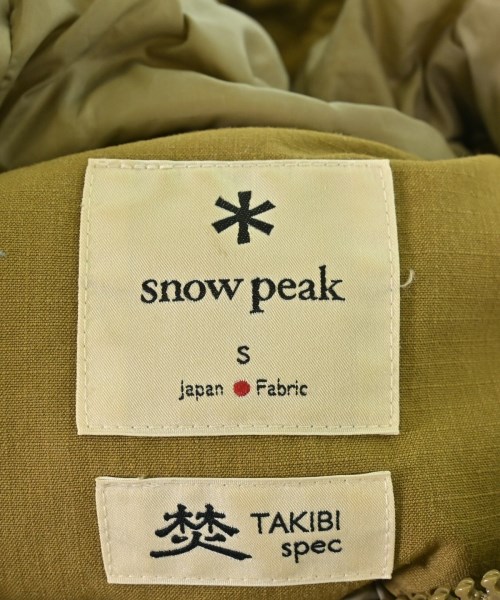 snow peak
S
Japan Fabric
焚 TAKIBI
spec